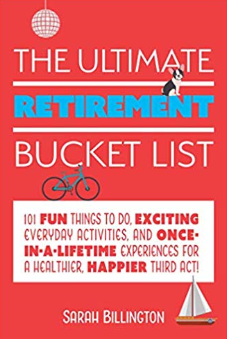 THE ULTIMATE
RETIREMENT
BUCKET LIST
101 FUN THINGS TO DO, EXCITING
EVERYDAY ACTIVITIES, AND ONCE-
IN-A-LIFETIME EXPERIENCES FOR
A HEALTHIER, HAPPIER THIRD ACT!
SARAH BILLINGTON